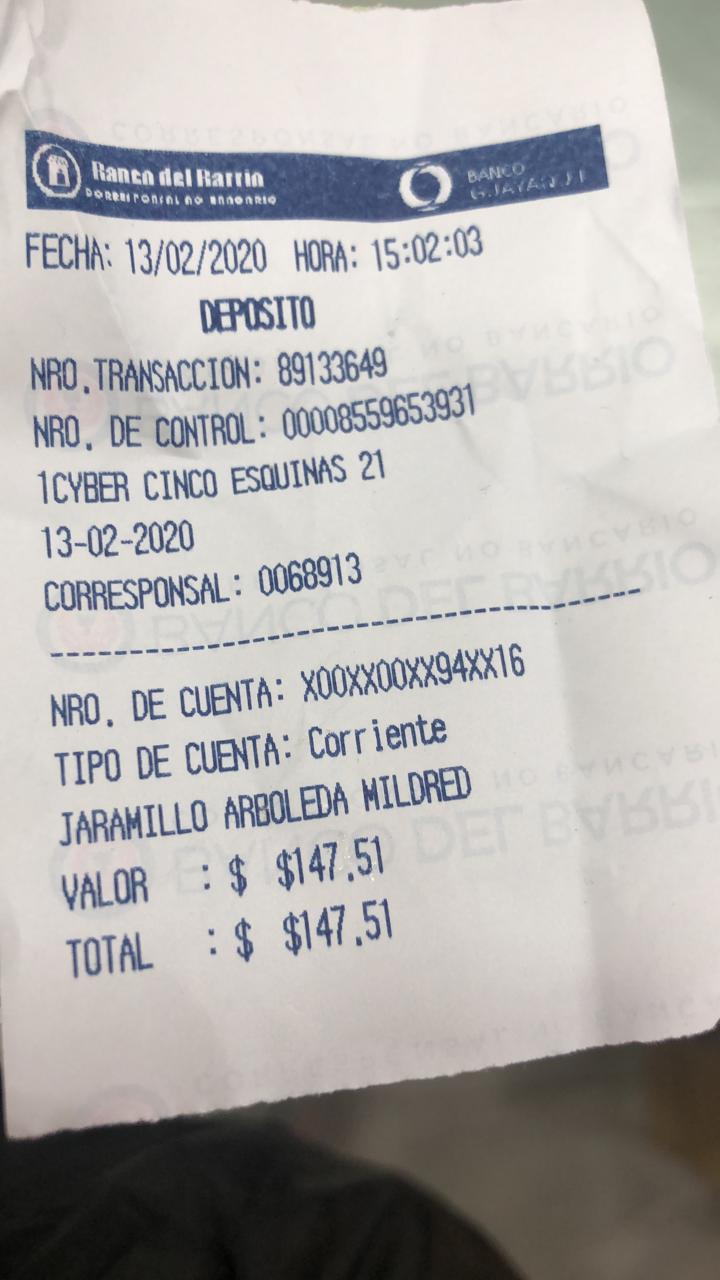 Banco del Barrio
CORRESPONSAL NO BANCARIO
BANCO
GUAYAQUIL
FECHA: 13/02/2020 HORA: 15:02:03
DEPOSITO
NRO.TRANSACCION: 89133649
NRO. DE CONTROL: 00008559653931
1CYBER CINCO ESQUINAS 21
13-02-2020
CORRESPONSAL: 0068913
NRO. DE CUENTA: X00XX00XX94XX16
TIPO DE CUENTA: Corriente
JARAMILLO ARBOLEDA MILDRED
VALOR : $ $147.51
TOTAL : $ $147.51